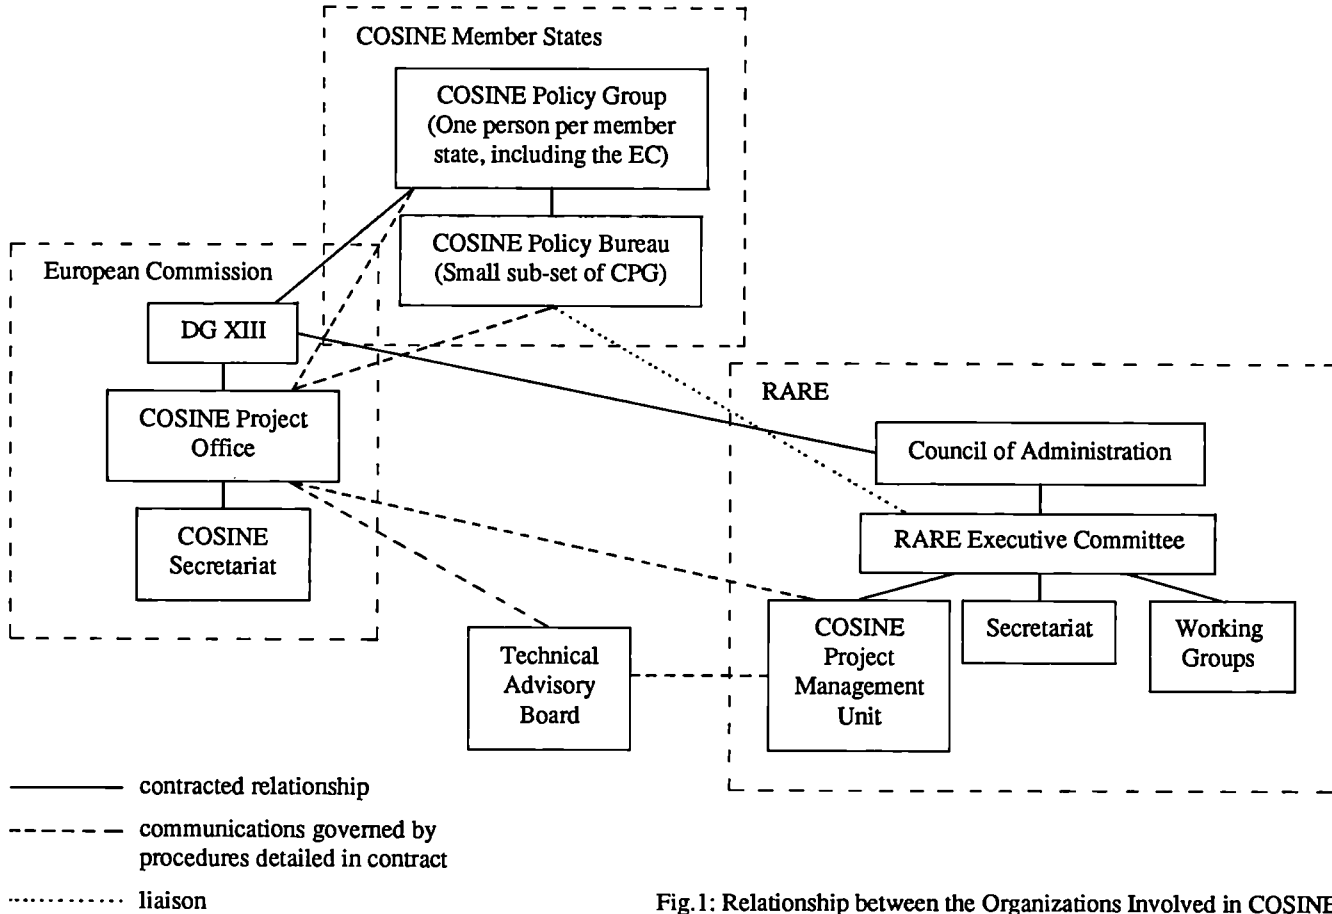 COSINE Member States
COSINE Policy Group
(One person per member
state, including the EC)
COSINE Policy Bureau
(Small sub-set of CPG)
European Commission
DG XIII
COSINE Project
Office
COSINE
Secretariat
RARE
Council of Administration
RARE Executive Committee
COSINE
Project
Management
Unit
Secretariat
Working
Groups
Technical
Advisory
Board
contracted relationship
communications governed by
procedures detailed in contract
liaison
Fig.1: Relationship between the Organizations Involved in COSINE